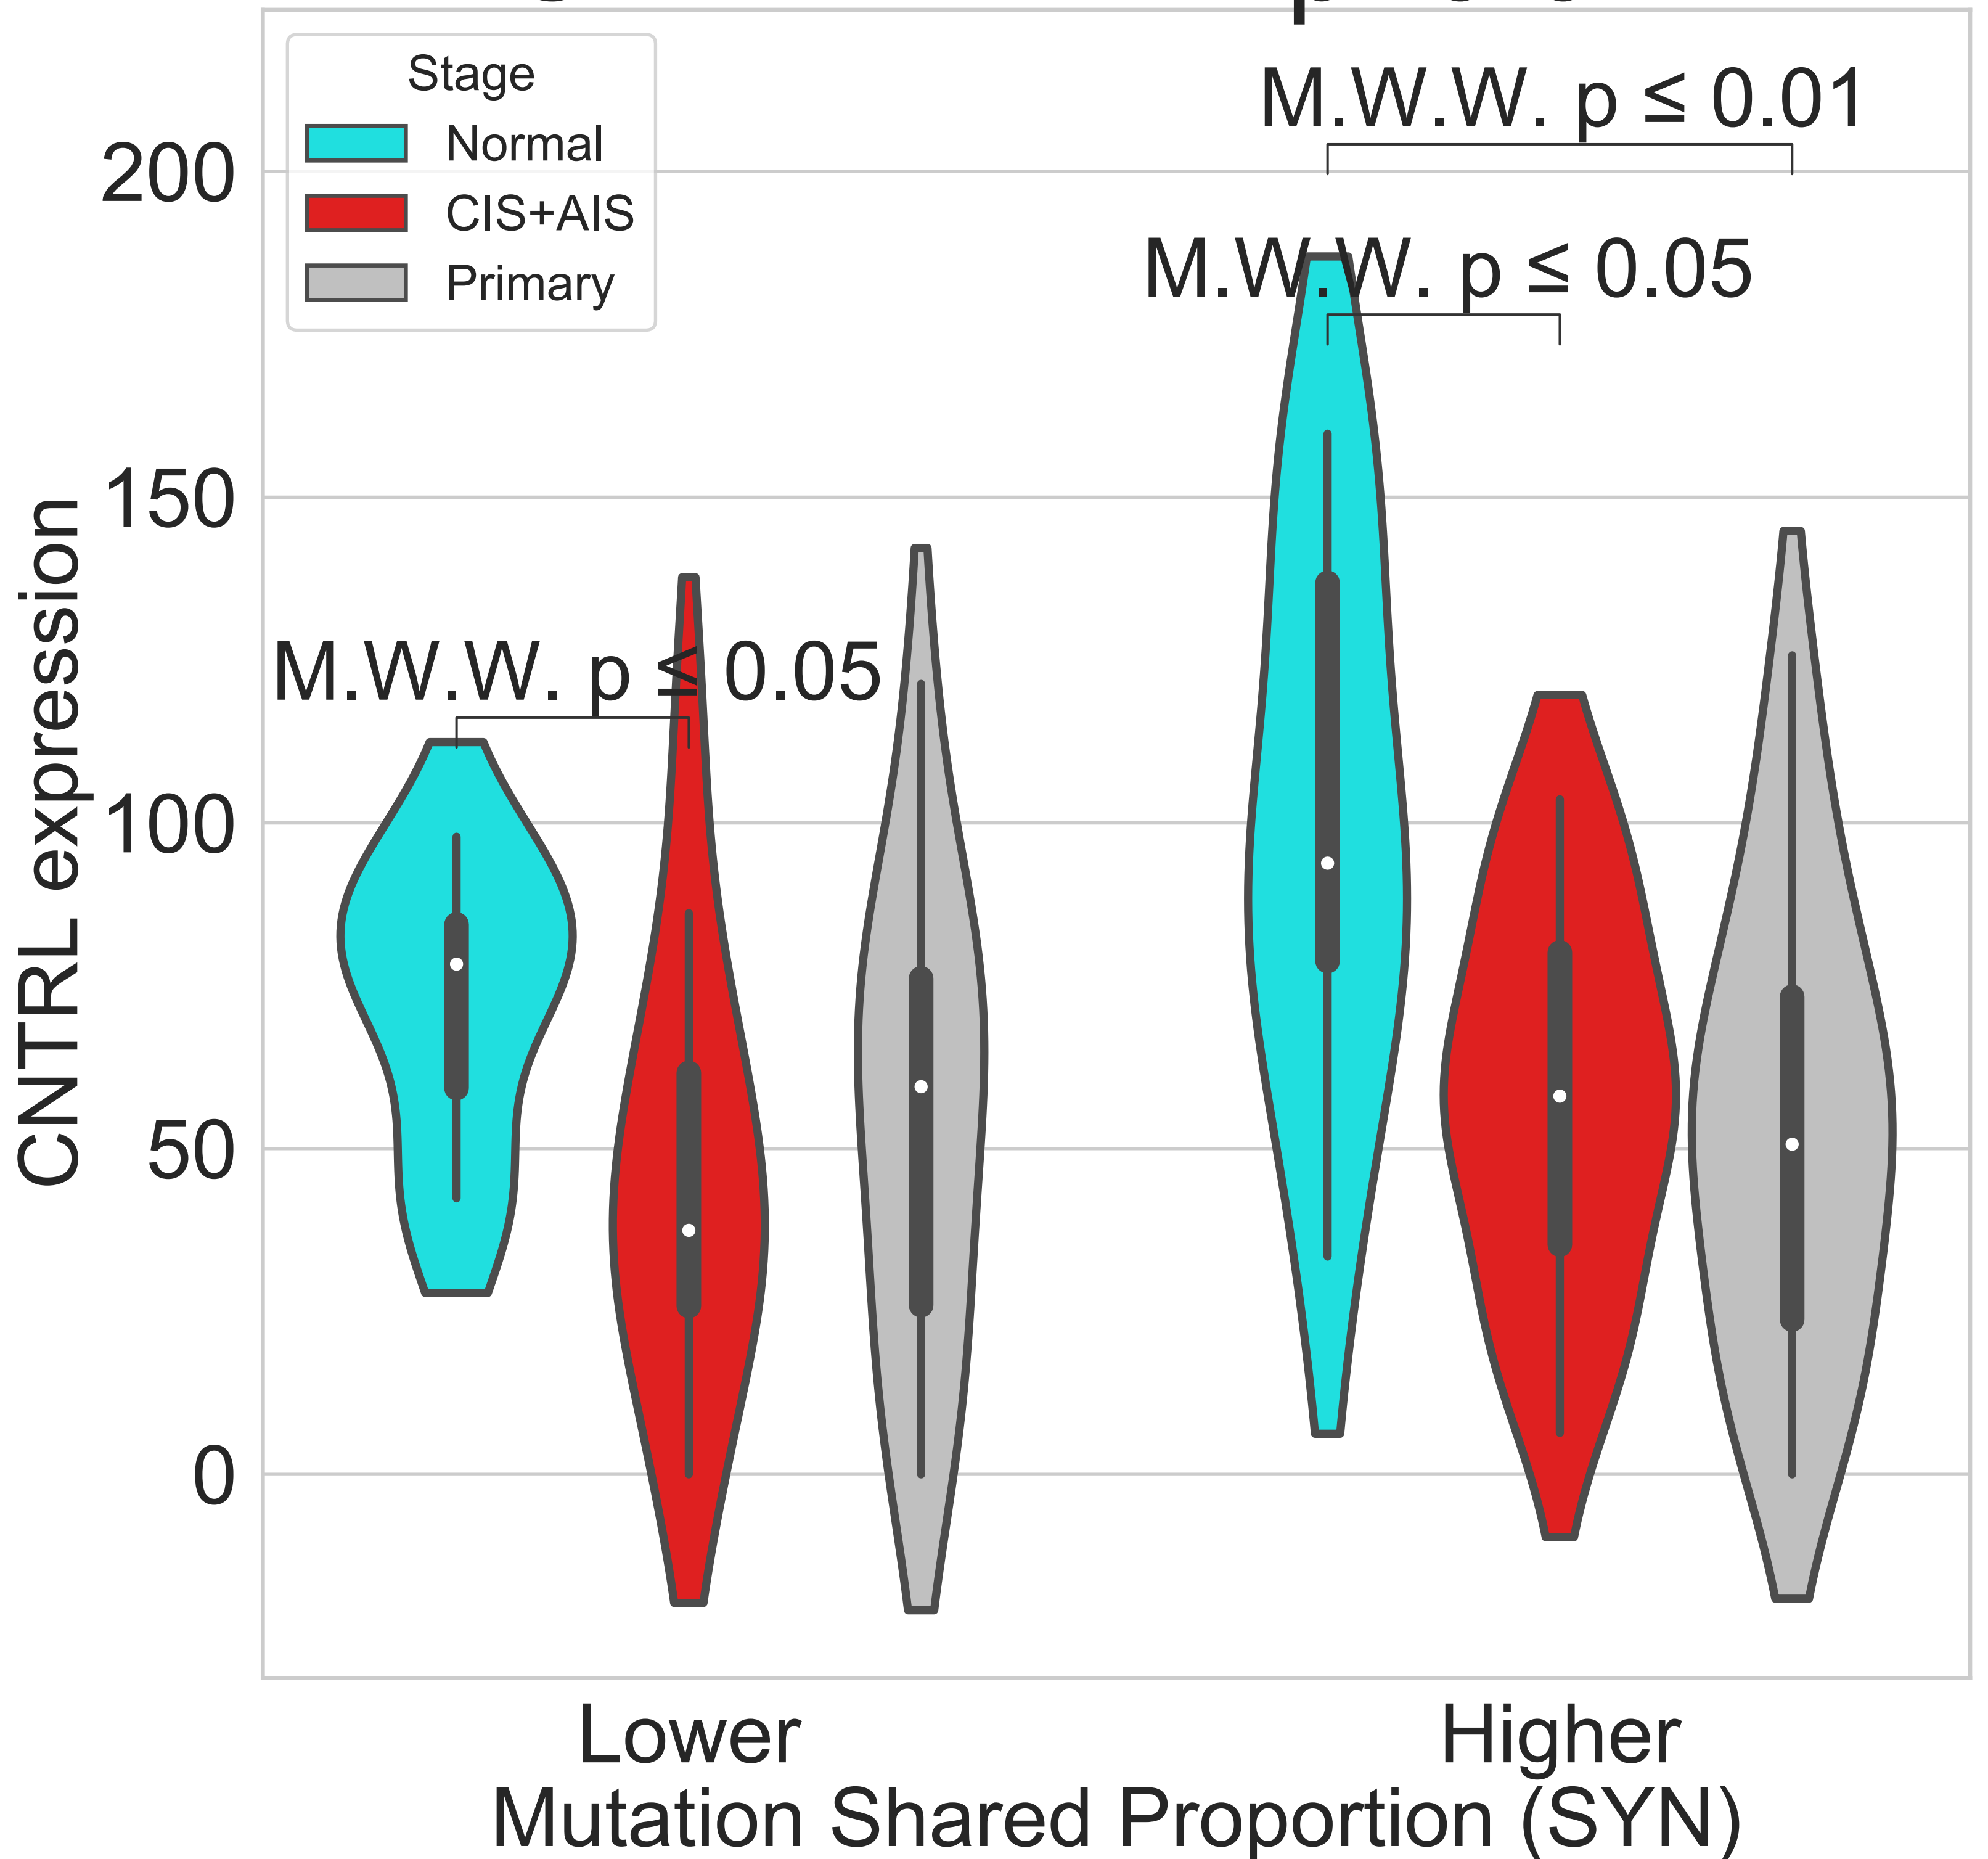 Stage
Normal
CIS+AIS
Primary
M.W.W. p ≤ 0.01
M.W.W. p ≤ 0.05
M.W.W. p ≤ 0.05
200
150
100
50
0
CNTRL expression
Lower
Higher
Mutation Shared Proportion (SYN)